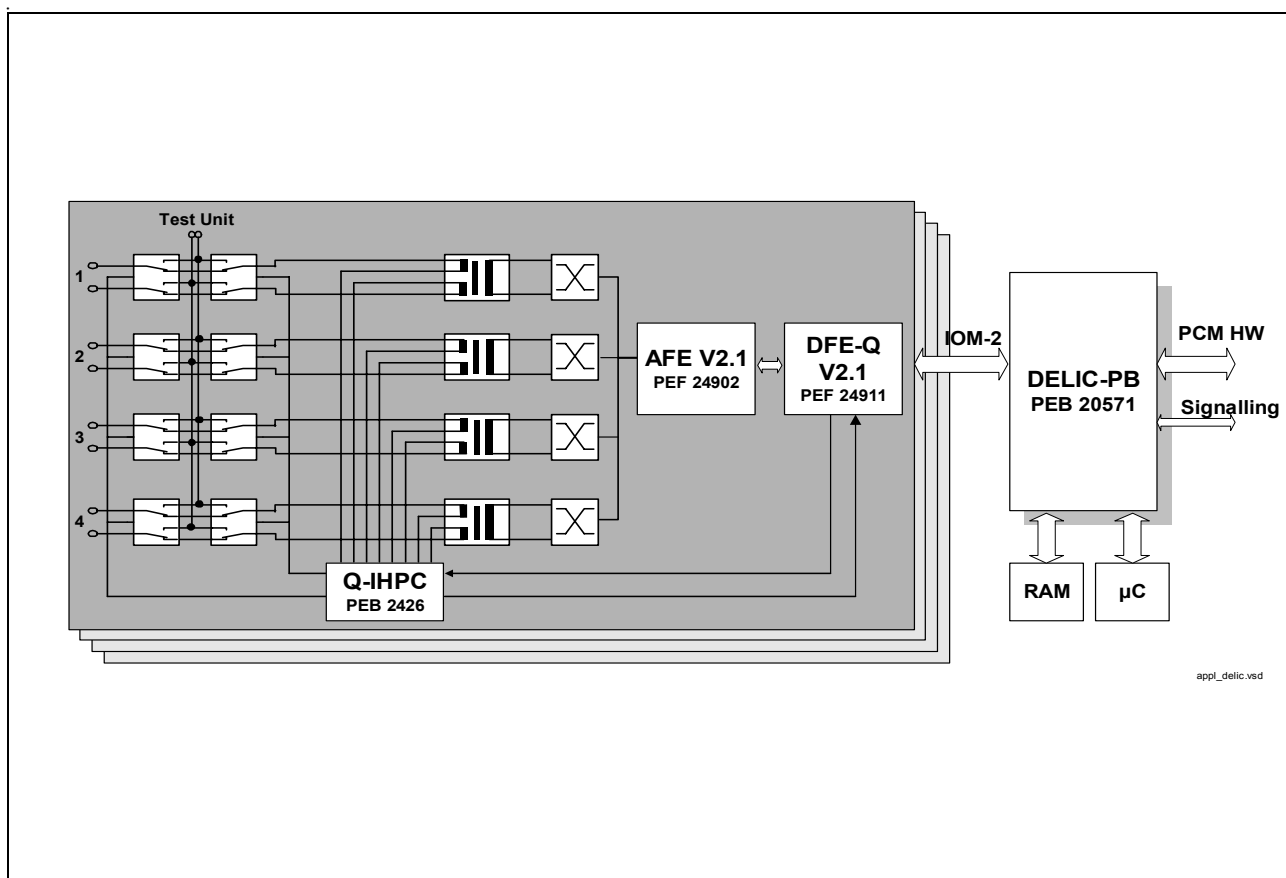 Test Unit
1
2
3
4
AFE V2.1
PEF 24902
DFE-Q
V2.1
PEF 24911
IOM-2
DELIC-PB
PEB 20571
PCM HW
Signalling
Q-IHPC
PEB 2426
RAM
µC
appl_delic.vsd